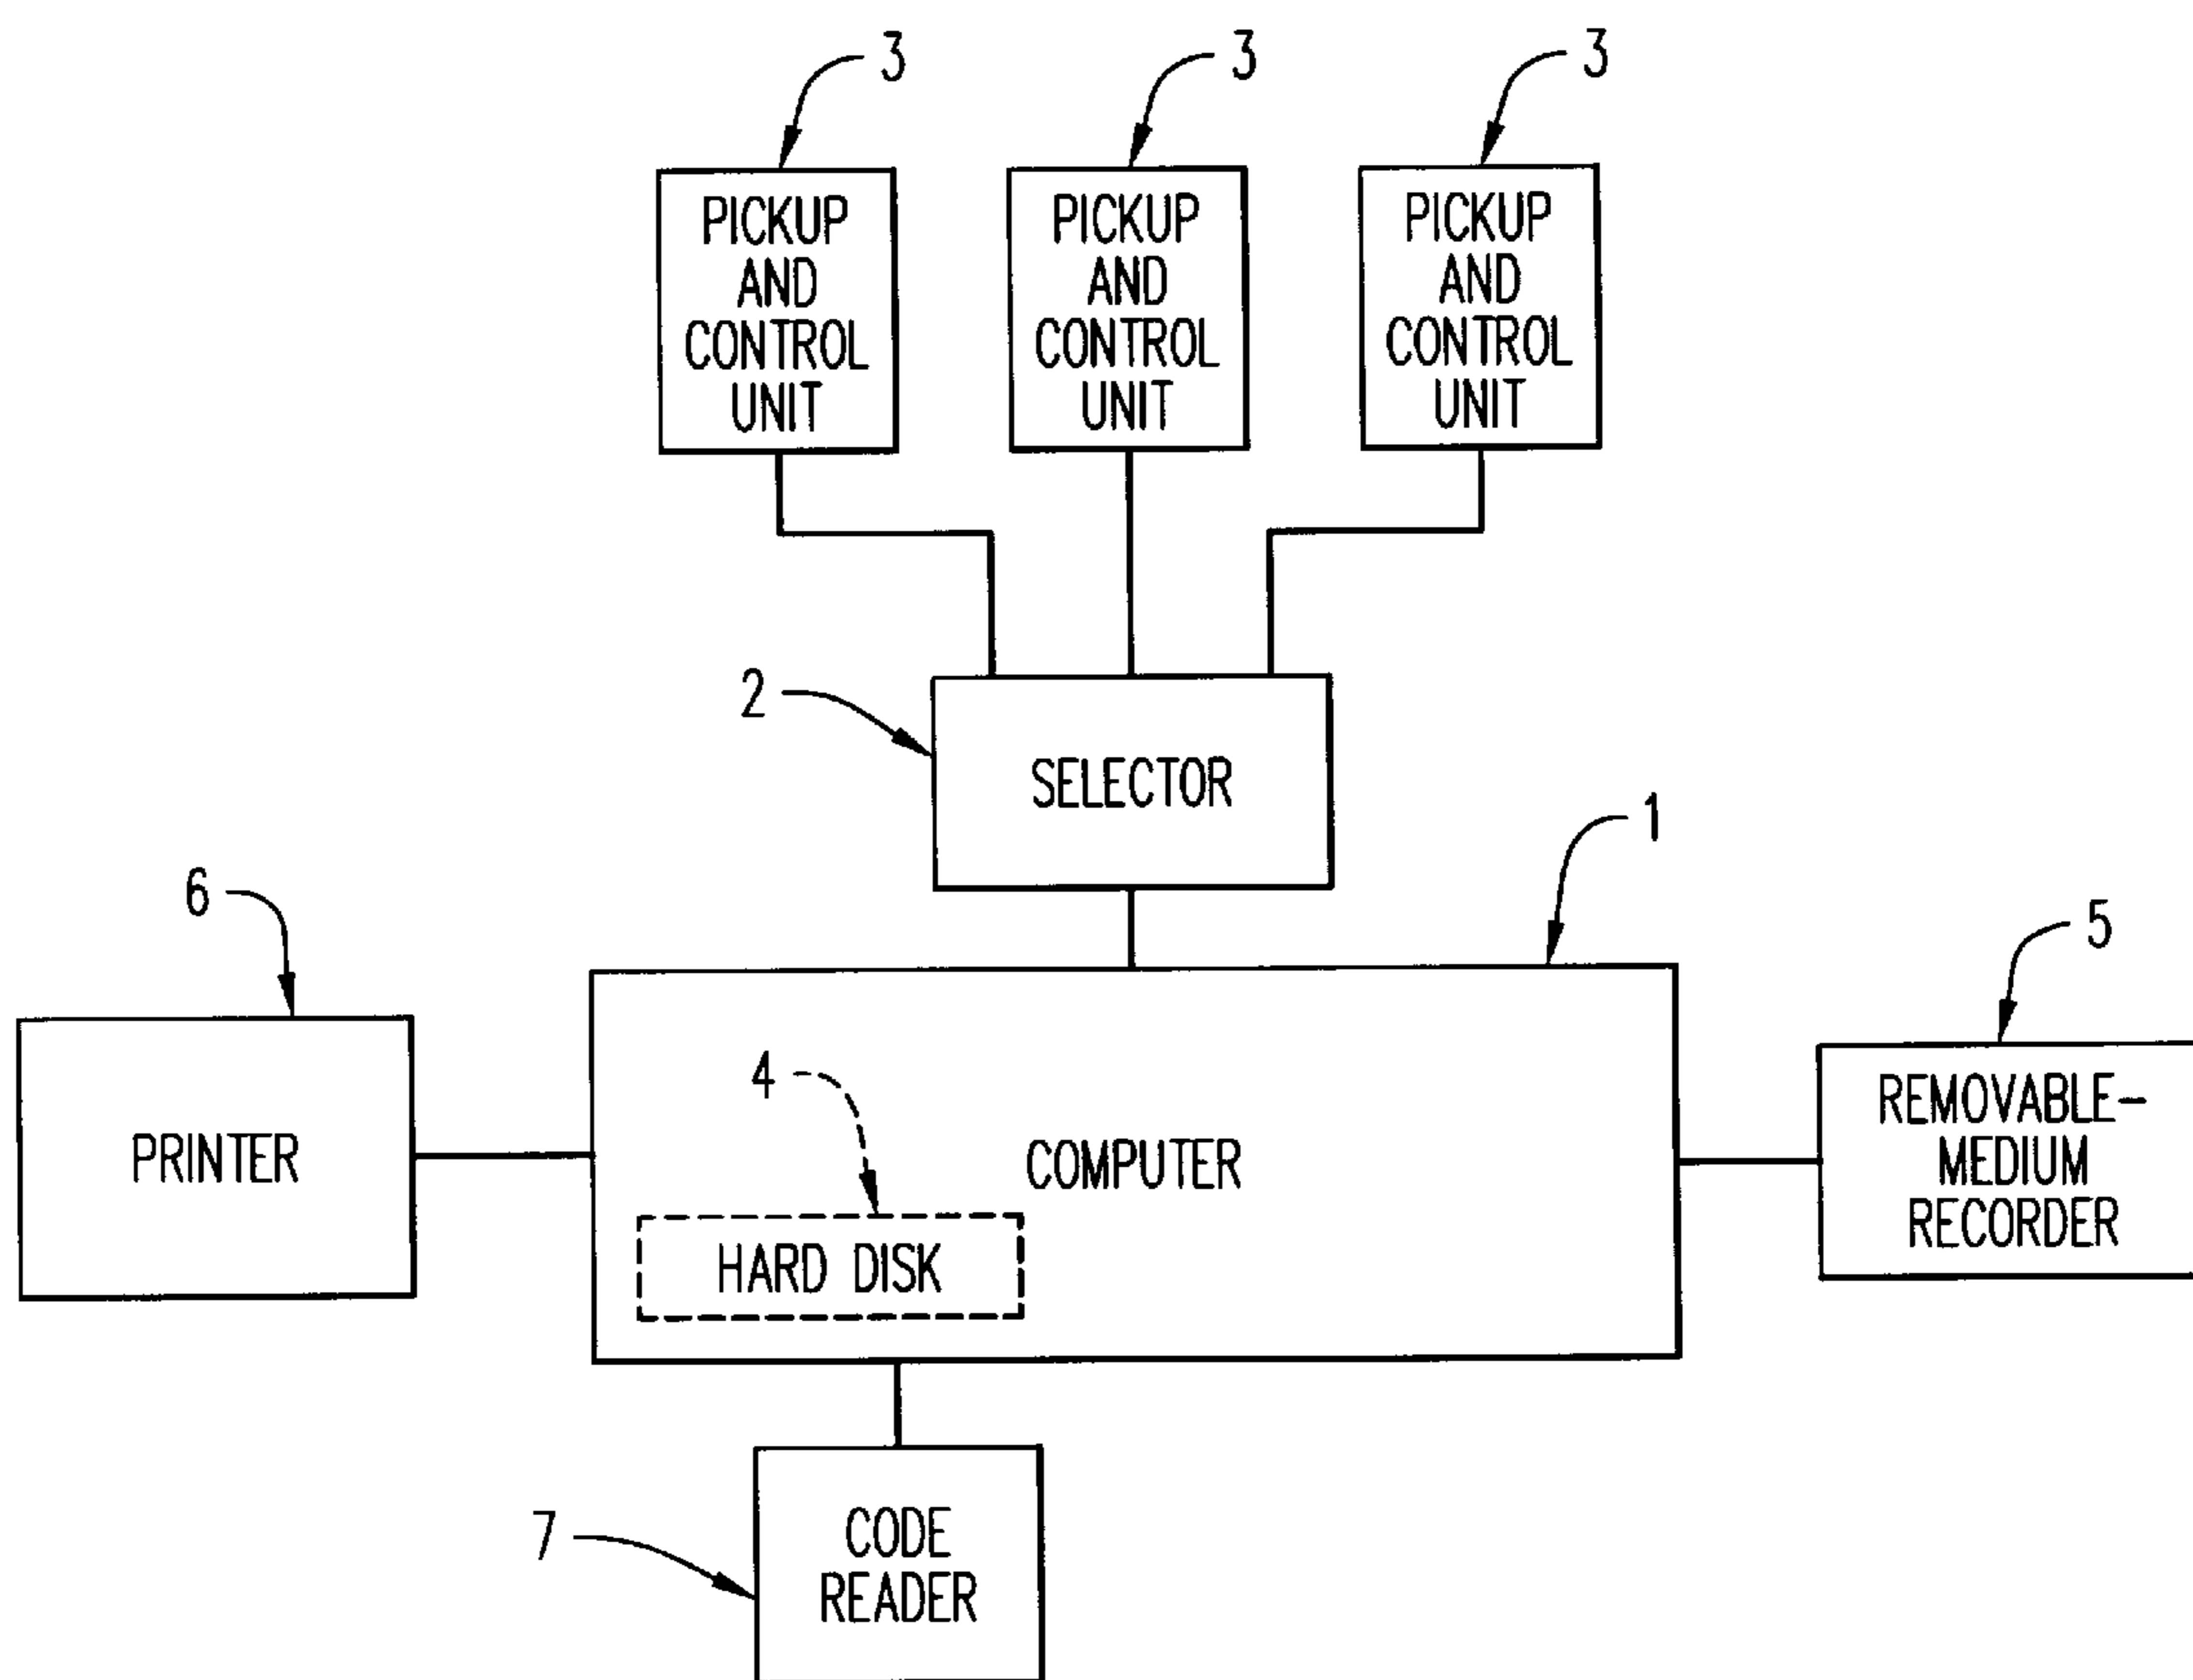 3
3
3
PICKUP
AND
CONTROL
UNIT
PICKUP
AND
CONTROL
UNIT
PICKUP
AND
CONTROL
UNIT
2
SELECTOR
1
6
5
PRINTER
4
COMPUTER
HARD DISK
REMOVABLE-
MEDIUM
RECORDER
7
CODE
READER